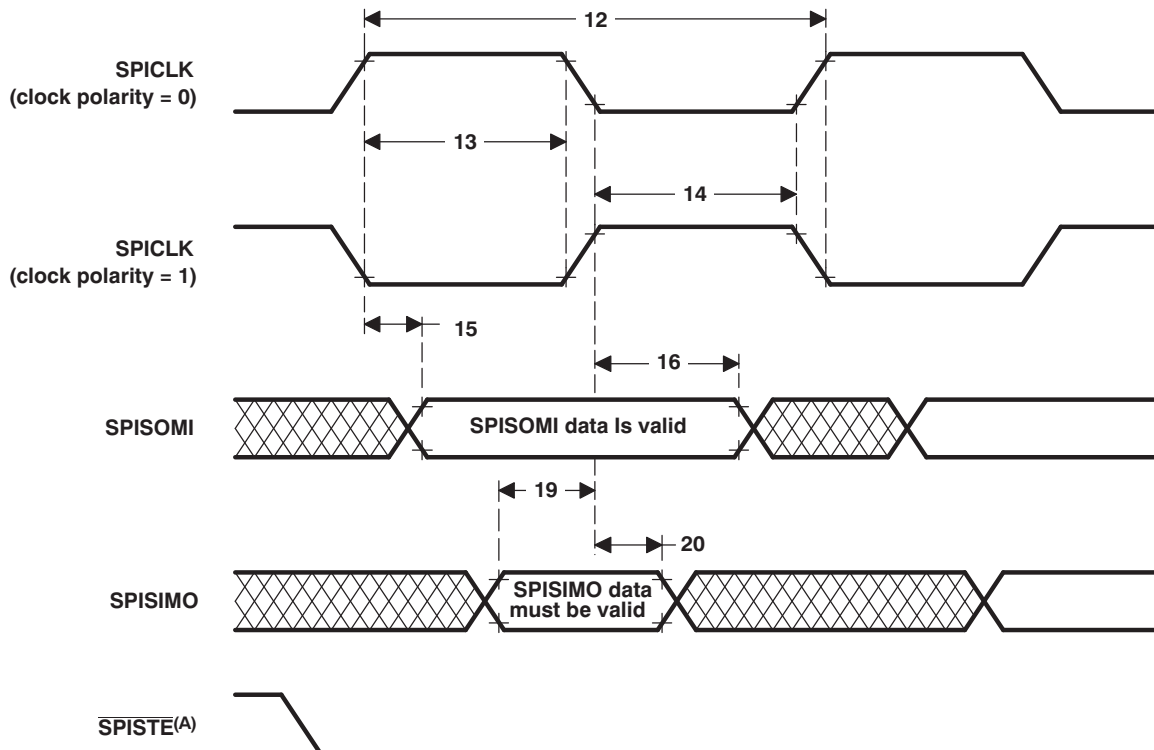 12
SPICLK
(clock polarity = 0)
13
14
SPICLK
(clock polarity = 1)
15
16
SPISOMI
SPISOMI data Is valid
19
20
SPISIMO
SPISIMO data
must be valid
SPISTE(A)